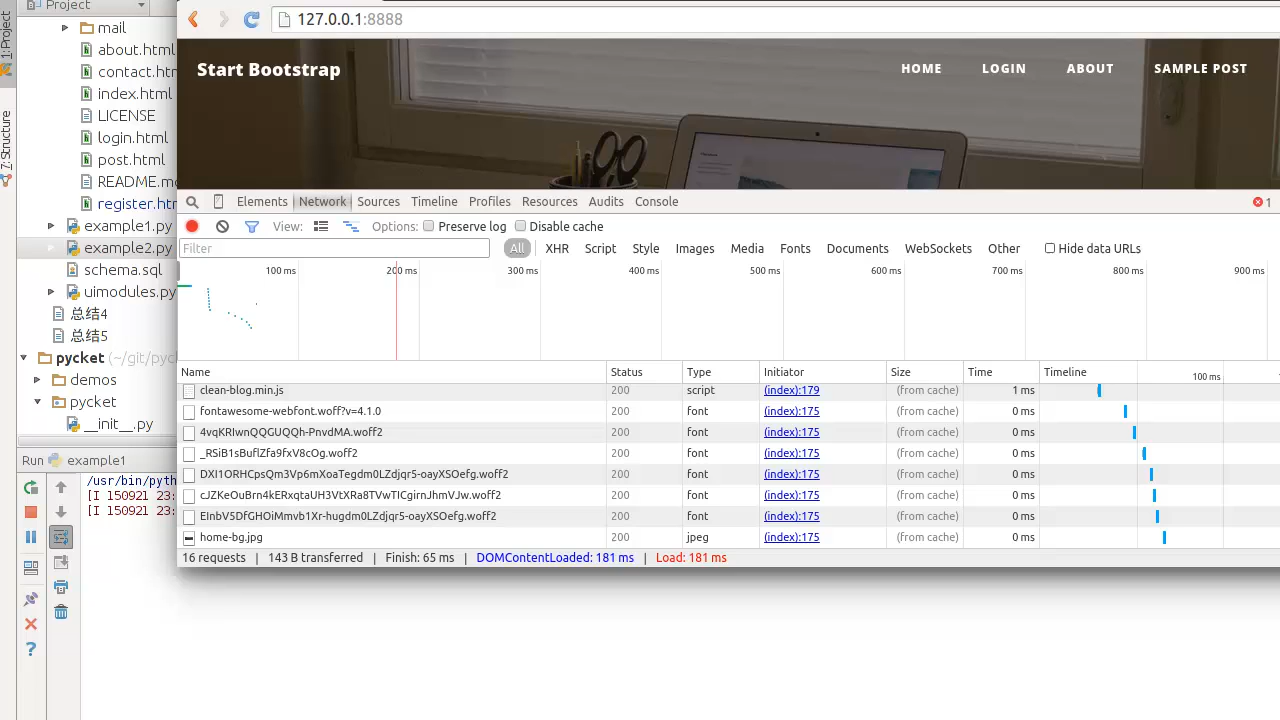 Project
1: Project
7: Structure
mail
about.html
contact.htm
index.html
LICENSE
login.html
post.html
README.md
register.htm
example1.py
example2.py
schema.sql
uimodules.py
总结4
总结5
pycket (~/git/pyck
demos
pycket
__init__.py
Run example1
/usr/bin/pyth
[I 150921 23:
[I 150921 23:
127.0.0.1:8888
Start Bootstrap HOME LOGIN ABOUT SAMPLE POST
Elements Network Sources Timeline Profiles Resources Audits Console 1
View: Options: Preserve log Disable cache
Filter All XHR Script Style Images Media Fonts Documents WebSockets Other Hide data URLs
100 ms 200 ms 300 ms 400 ms 500 ms 600 ms 700 ms 800 ms 900 ms
Name Status Type Initiator Size Time Timeline 100 ms
clean-blog.min.js 200 script (index):179 (from cache) 1 ms
fontawesome-webfont.woff?v=4.1.0 200 font (index):175 (from cache) 0 ms
4vqKRIwnQQGUQQh-PnvdMA.woff2 200 font (index):175 (from cache) 0 ms
_RSiB1sBuflZfa9fxV8cOg.woff2 200 font (index):175 (from cache) 0 ms
DXI1ORHCpsQm3Vp6mXoaTegdm0LZdjqr5-oayXSOefg.woff2 200 font (index):175 (from cache) 0 ms
cJZKeOuBrn4kERxqtaUH3VtXRa8TVwTICgirnJhmVJw.woff2 200 font (index):175 (from cache) 0 ms
EInbV5DfGHOiMmvb1Xr-hugdm0LZdjqr5-oayXSOefg.woff2 200 font (index):175 (from cache) 0 ms
home-bg.jpg 200 jpeg (index):175 (from cache) 0 ms
16 requests | 143 B transferred | Finish: 65 ms | DOMContentLoaded: 181 ms | Load: 181 ms